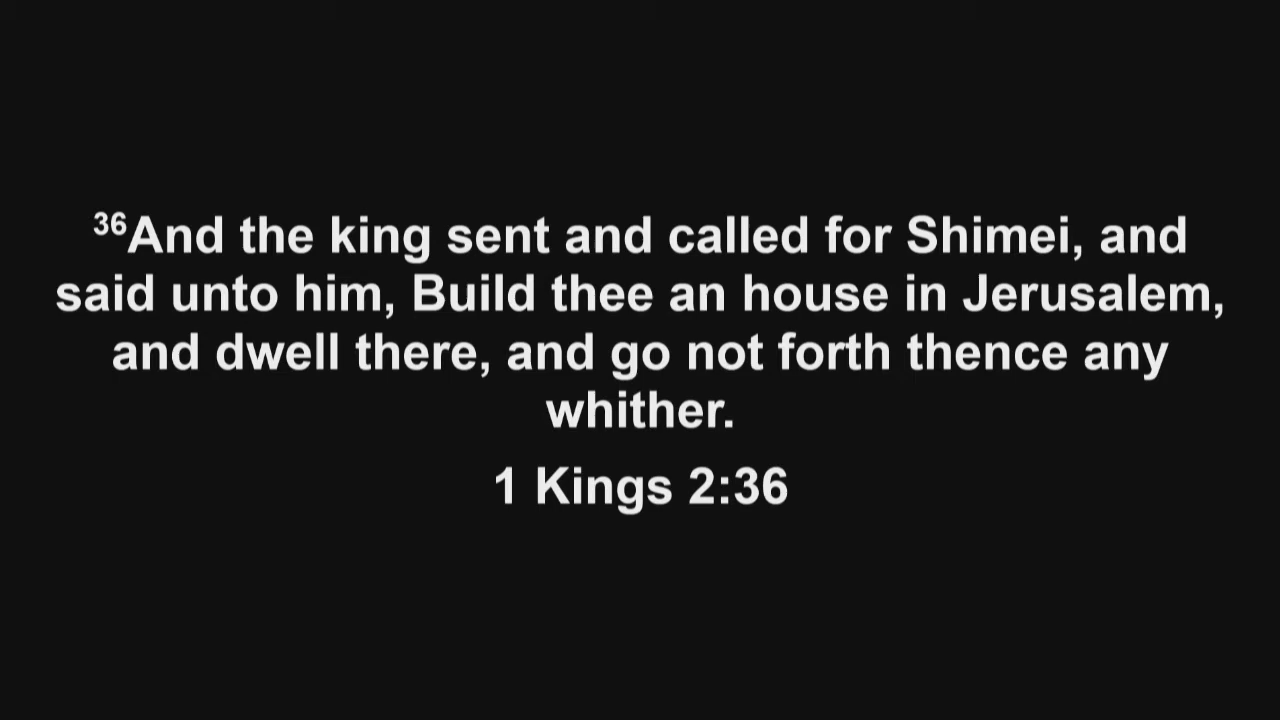 36And the king sent and called for Shimei, and
said unto him, Build thee an house in Jerusalem,
and dwell there, and go not forth thence any
whither.
1 Kings 2:36